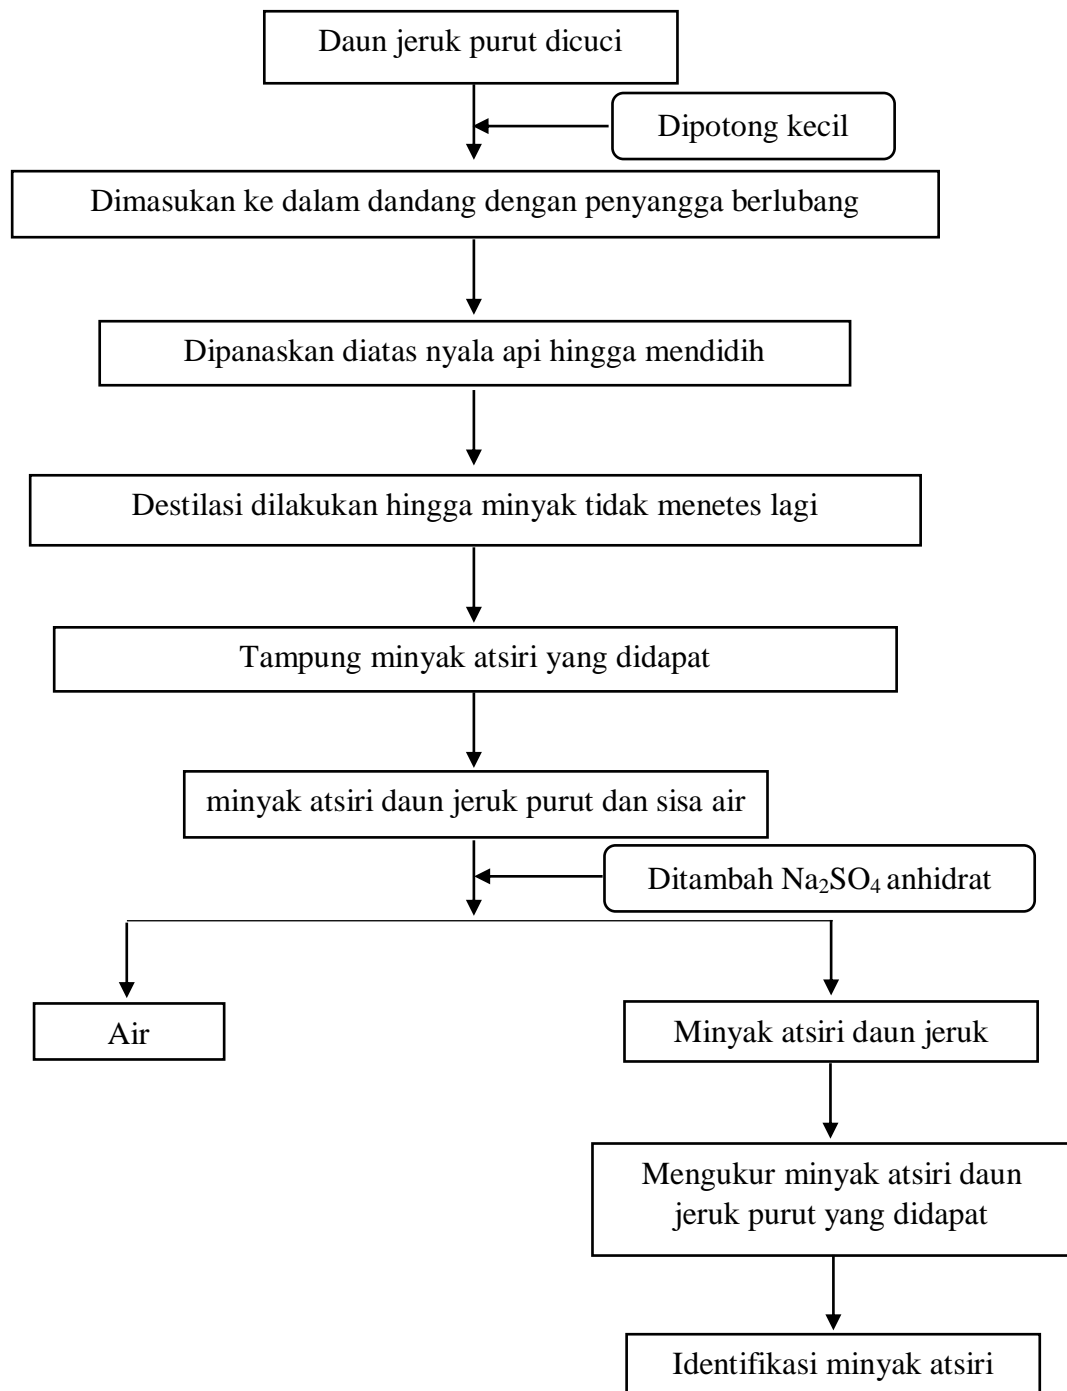 Daun jeruk purut dicuci
Dipotong kecil
Dimasukan ke dalam dandang dengan penyangga berlubang
Dipanaskan diatas nyala api hingga mendidih
Destilasi dilakukan hingga minyak tidak menetes lagi
Tampung minyak atsiri yang didapat
minyak atsiri daun jeruk purut dan sisa air
Ditambah Na₂SO₄ anhidrat
Air
Minyak atsiri daun jeruk
Mengukur minyak atsiri daun
jeruk purut yang didapat
Identifikasi minyak atsiri